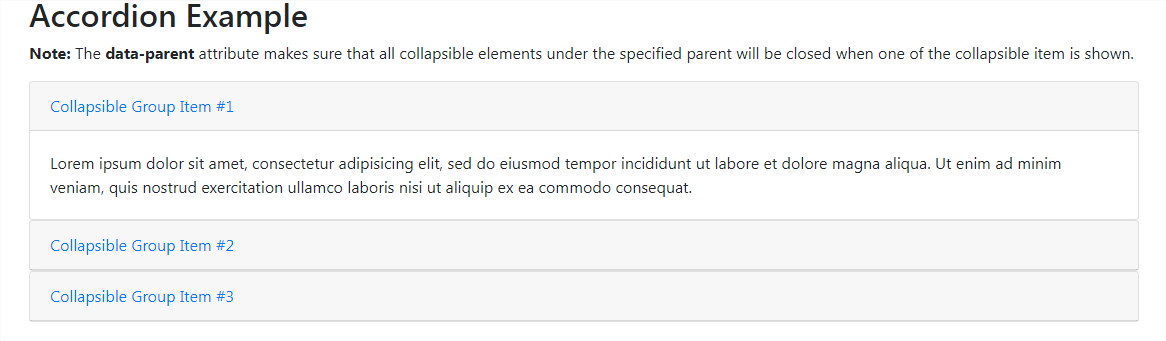 Accordion Example
Note: The data-parent attribute makes sure that all collapsible elements under the specified parent will be closed when one of the collapsible item is shown.
Collapsible Group Item #1
Lorem ipsum dolor sit amet, consectetur adipisicing elit, sed do eiusmod tempor incididunt ut labore et dolore magna aliqua. Ut enim ad minim
veniam, quis nostrud exercitation ullamco laboris nisi ut aliquip ex ea commodo consequat.
Collapsible Group Item #2
Collapsible Group Item #3